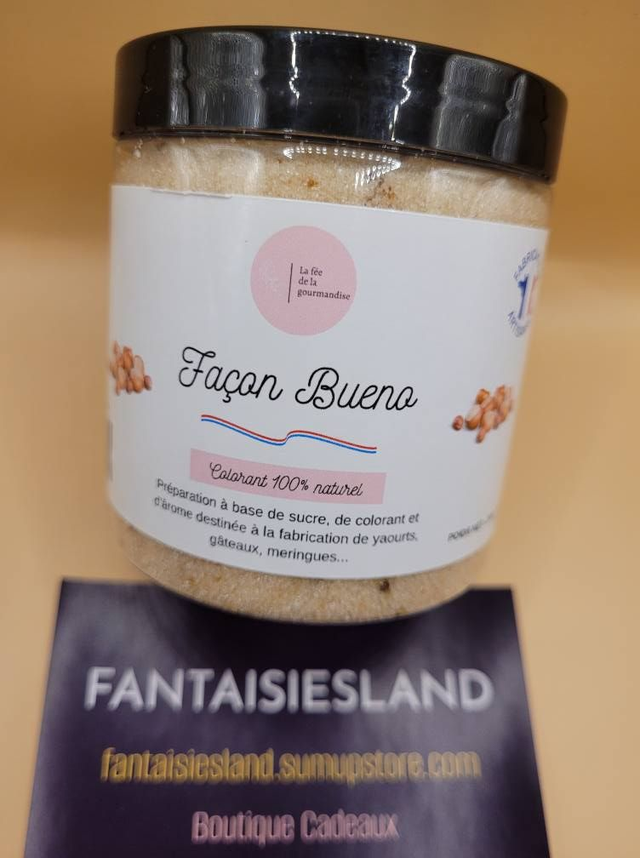 La fée
de la
gourmandise
Façon Bueno
Colorant 100% naturel
Préparation à base de sucre, de colorant et
d'arome destinée à la fabrication de yaourts,
gâteaux, meringues...
FANTAISIESLAND
fantaisiesland.sumupstore.com
Boutique Cadeaux